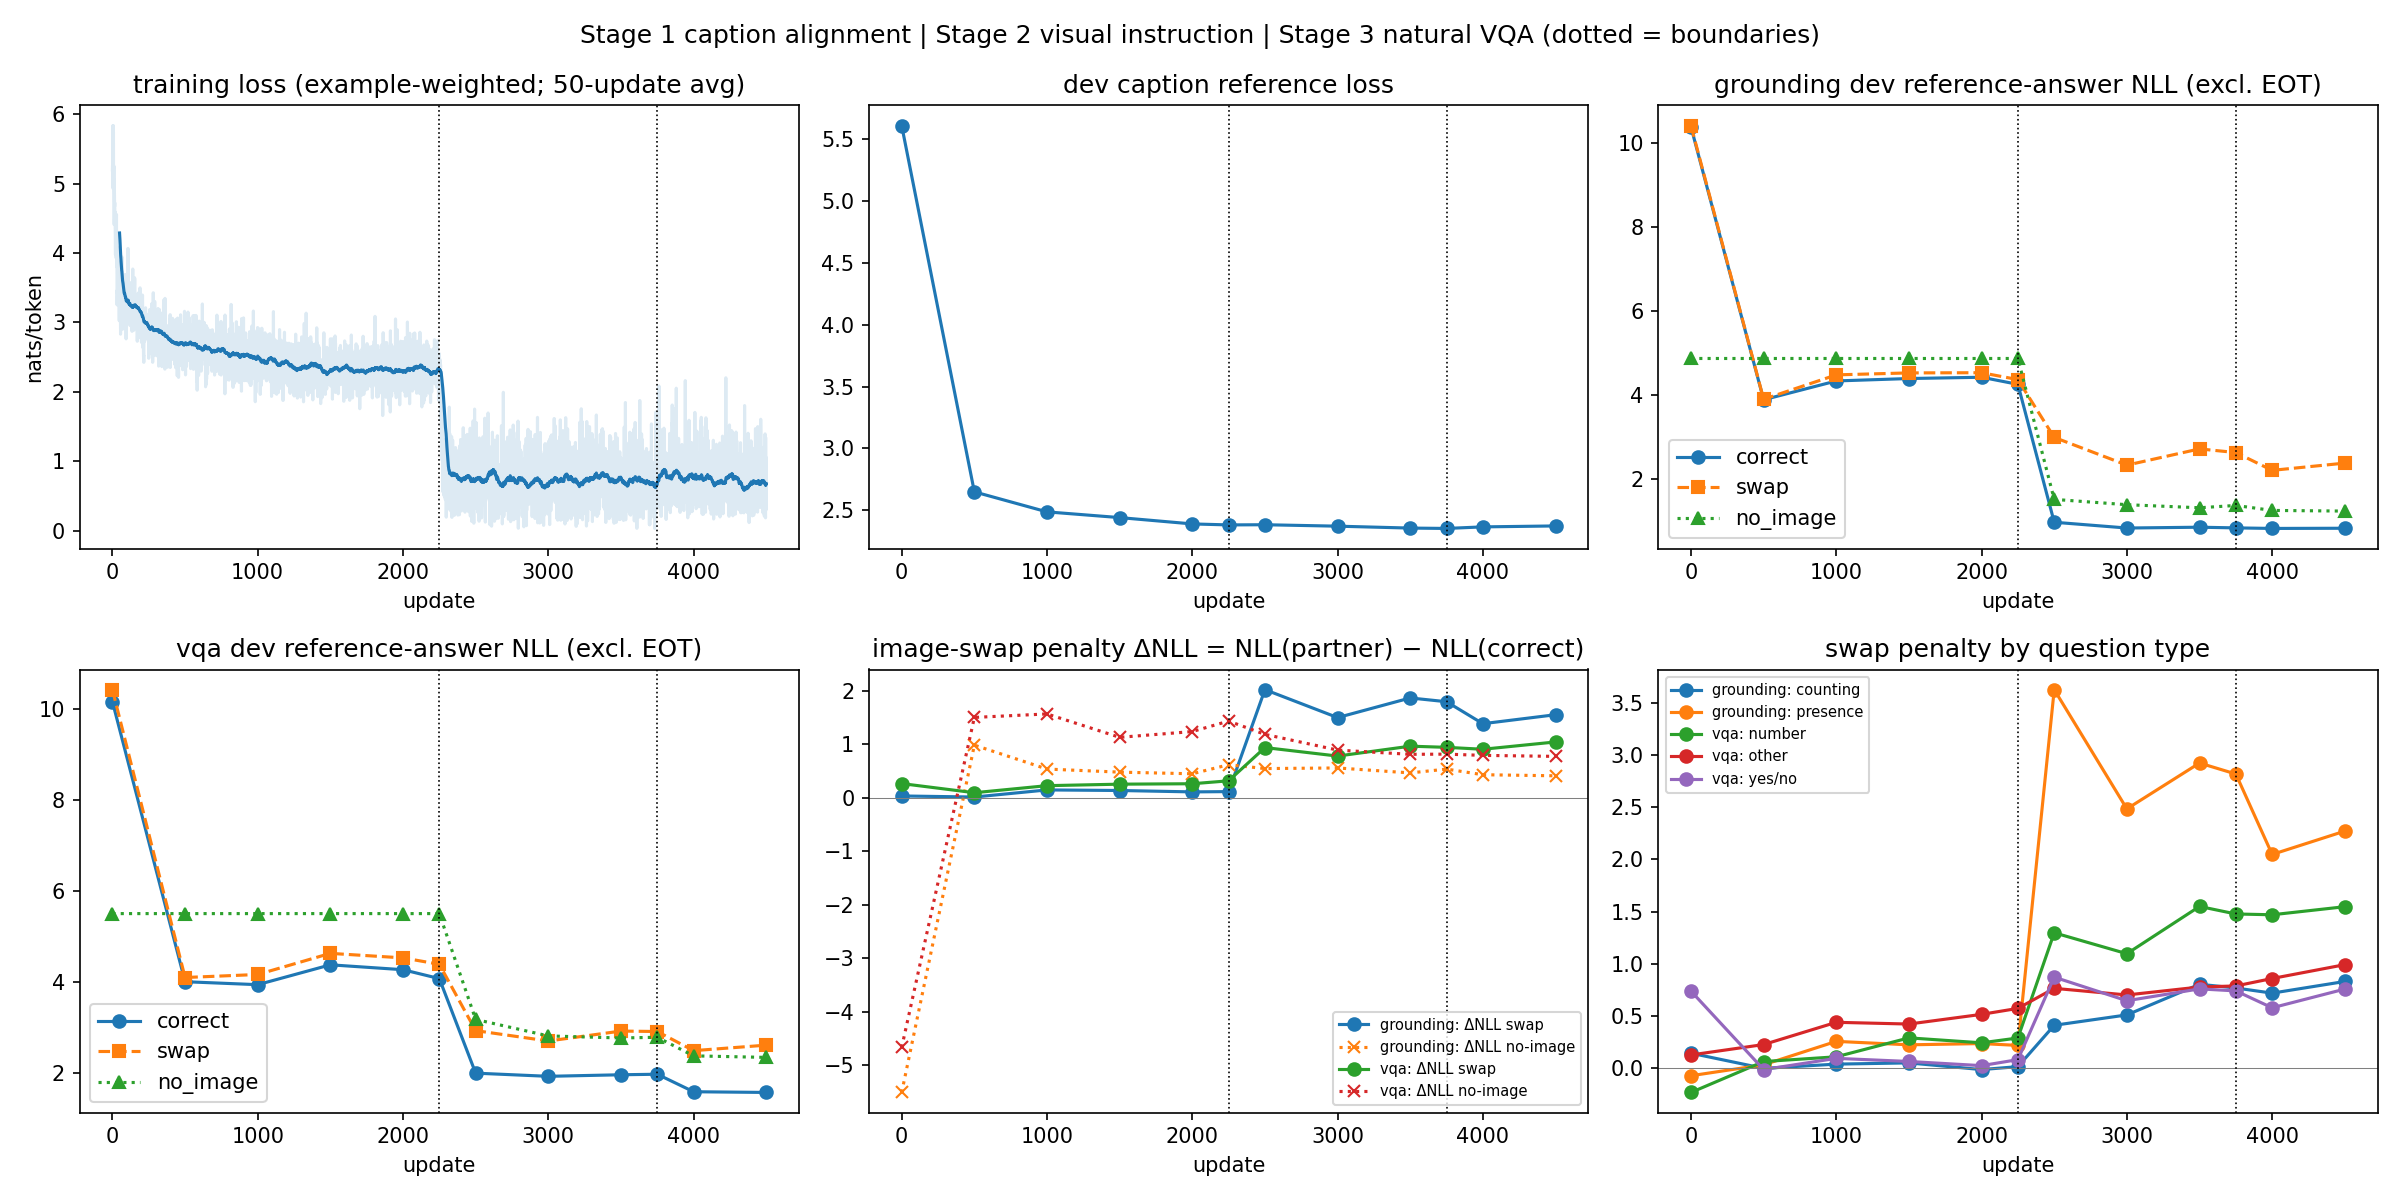 Stage 1 caption alignment | Stage 2 visual instruction | Stage 3 natural VQA (dotted = boundaries)
training loss (example-weighted; 50-update avg)
6
5
4
3
2
1
0
nats/token
0 1000 2000 3000 4000
update
dev caption reference loss
5.5
5.0
4.5
4.0
3.5
3.0
2.5
0 1000 2000 3000 4000
update
grounding dev reference-answer NLL (excl. EOT)
10
8
6
4
2
correct
swap
no_image
0 1000 2000 3000 4000
update
vqa dev reference-answer NLL (excl. EOT)
10
8
6
4
2
correct
swap
no_image
0 1000 2000 3000 4000
update
image-swap penalty ΔNLL = NLL(partner) − NLL(correct)
2
1
0
−1
−2
−3
−4
−5
grounding: ΔNLL swap
grounding: ΔNLL no-image
vqa: ΔNLL swap
vqa: ΔNLL no-image
0 1000 2000 3000 4000
update
swap penalty by question type
3.5
3.0
2.5
2.0
1.5
1.0
0.5
0.0
grounding: counting
grounding: presence
vqa: number
vqa: other
vqa: yes/no
0 1000 2000 3000 4000
update